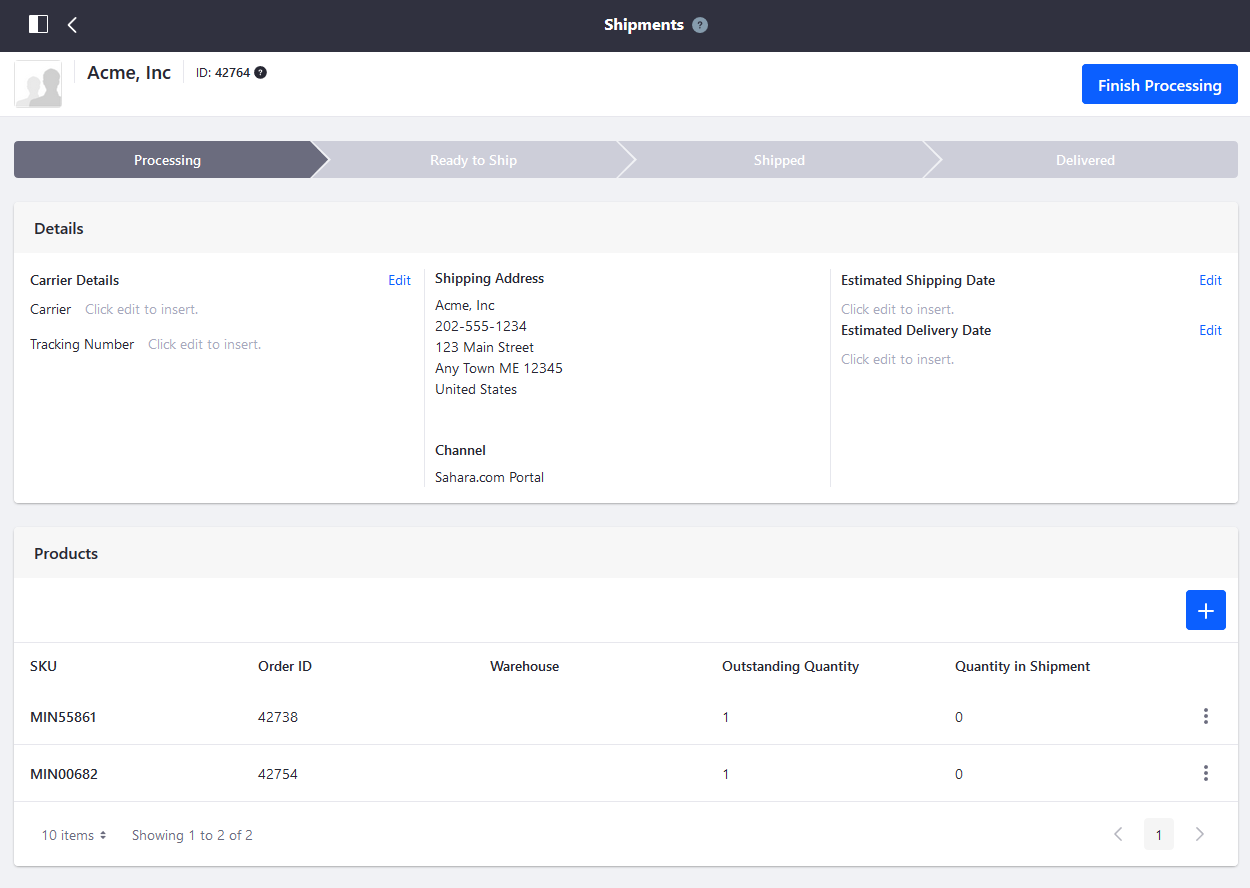 Shipments ?
Acme, Inc
ID: 42764 ?
Finish Processing
Processing
Ready to Ship
Shipped
Delivered
Details
Carrier Details Edit
Carrier Click edit to insert.
Tracking Number Click edit to insert.
Shipping Address
Acme, Inc
202-555-1234
123 Main Street
Any Town ME 12345
United States
Channel
Sahara.com Portal
Estimated Shipping Date Edit
Click edit to insert.
Estimated Delivery Date Edit
Click edit to insert.
Products
SKU Order ID Warehouse Outstanding Quantity Quantity in Shipment
MIN55861 42738 1 0
MIN00682 42754 1 0
10 items Showing 1 to 2 of 2 1